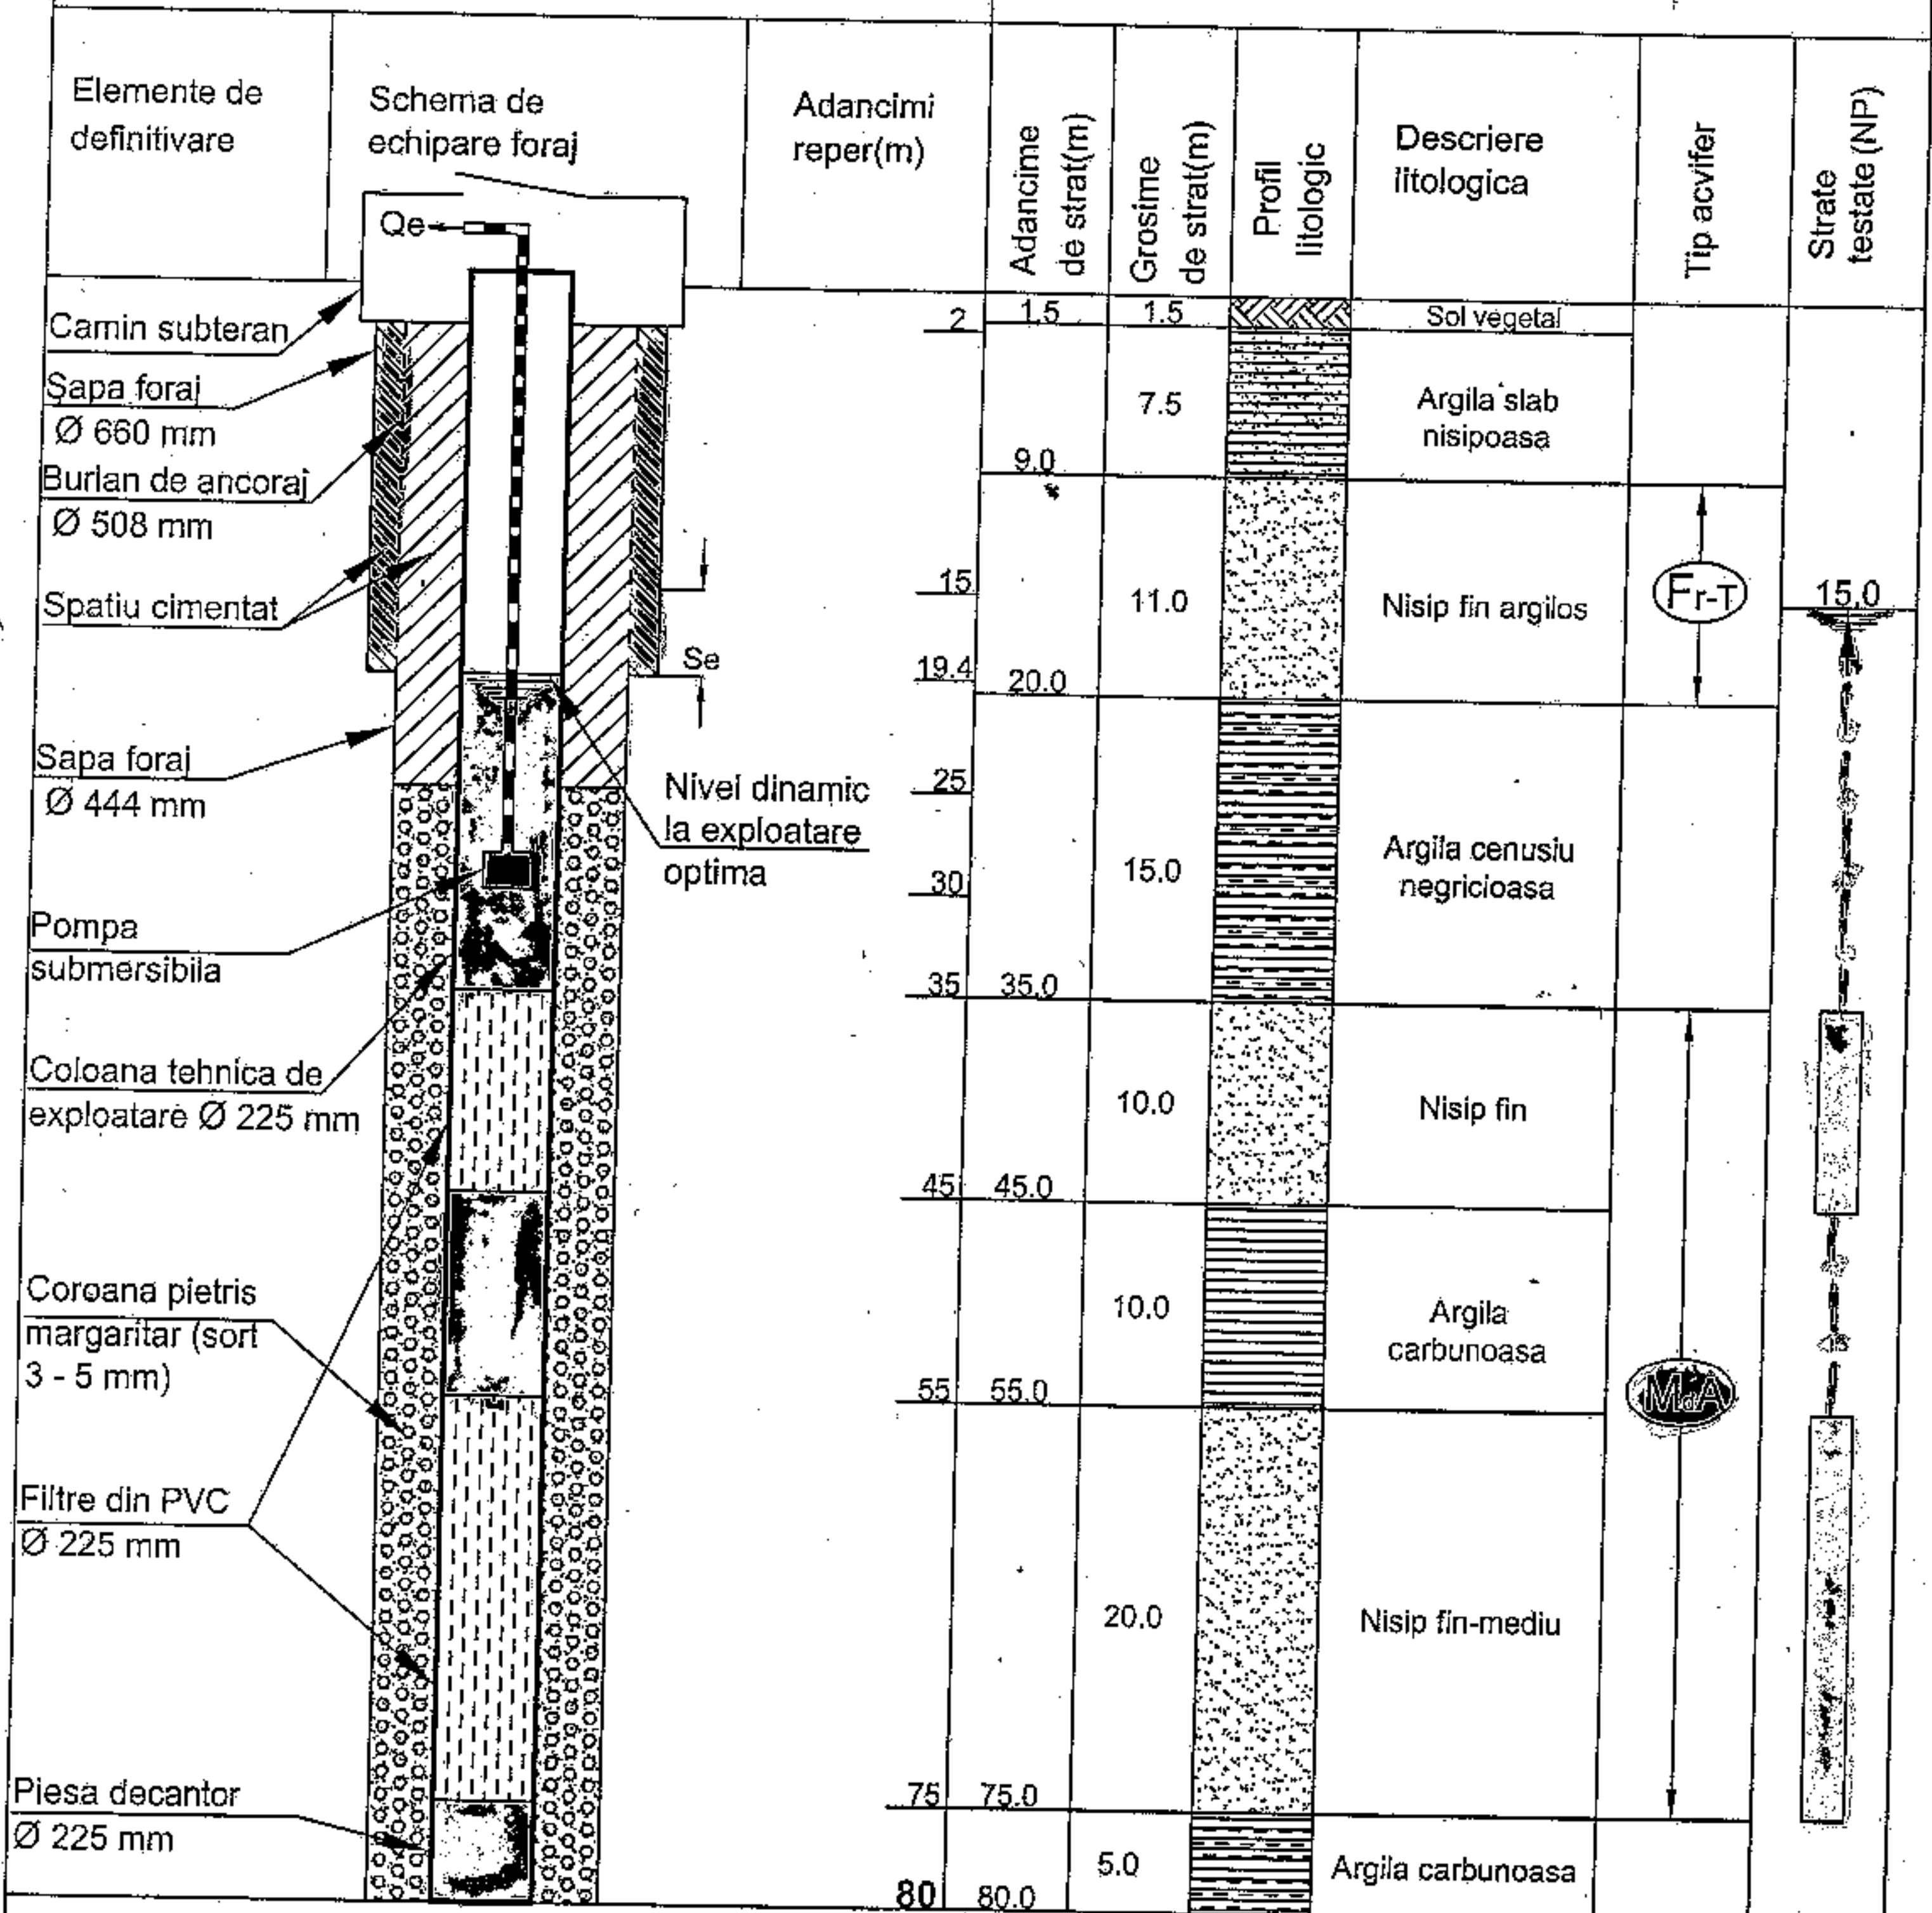 Elemente de
definitivare
Schema de
echipare foraj
Adancimi
reper(m)
Adancime
de strat(m)
Grosime
de strat(m)
Profil
litologic
Descriere
litologica
Tip acvifer
Strate
testate (NP)
Qe
Camin subteran
Sapa foraj
Ø 660 mm
Burlan de ancoraj
Ø 508 mm
Spatiu cimentat
Sapa foraj
Ø 444 mm
Pompa
submersibila
Coloana tehnica de
exploatare Ø 225 mm
Coroana pietris
margaritar (sort
3 - 5 mm)
Filtre din PVC
Ø 225 mm
Piesa decantor
Ø 225 mm
Se
Nivel dinamic
la exploatare
optima
2
15
19.4
25
30
35
45
55
75
80
1.5
9.0
20.0
35.0
45.0
55.0
75.0
80.0
1.5
7.5
11.0
15.0
10.0
10.0
20.0
5.0
Sol vegetal
Argila slab
nisipoasa
Nisip fin argilos
Argila cenusiu
negricioasa
Nisip fin
Argila
carbunoasa
Nisip fin-mediu
Argila carbunoasa
Fr-T
MdA
15.0